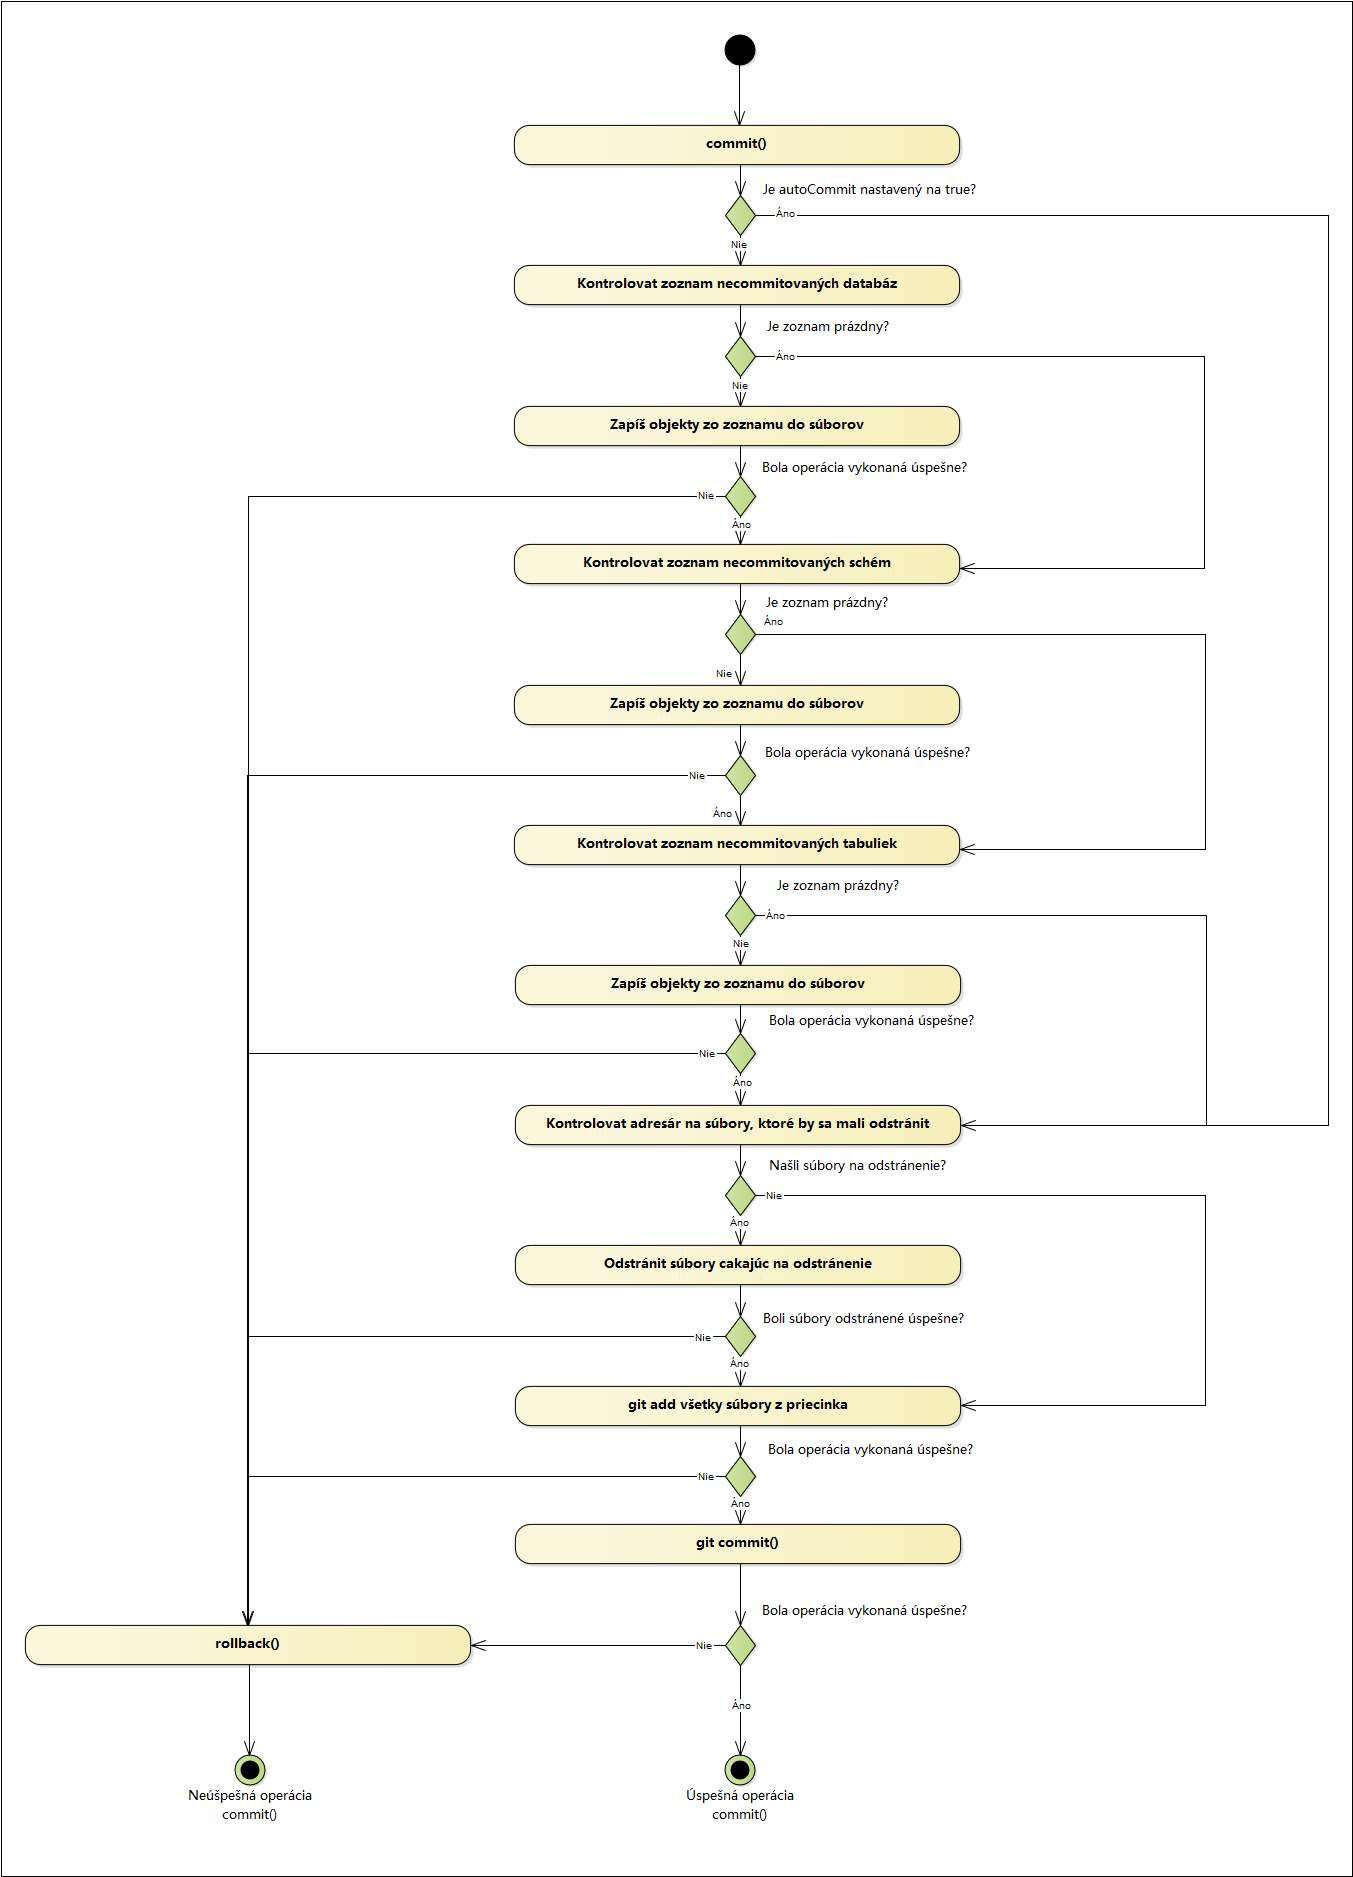 commit()
Je autoCommit nastavený na true?
Áno
Nie
Kontrolovat zoznam necommitovaných databáz
Je zoznam prázdny?
Áno
Nie
Zapíš objekty zo zoznamu do súborov
Bola operácia vykonaná úspešne?
Nie
Áno
Kontrolovat zoznam necommitovaných schém
Je zoznam prázdny?
Áno
Nie
Zapíš objekty zo zoznamu do súborov
Bola operácia vykonaná úspešne?
Nie
Áno
Kontrolovat zoznam necommitovaných tabuliek
Je zoznam prázdny?
Áno
Nie
Zapíš objekty zo zoznamu do súborov
Bola operácia vykonaná úspešne?
Nie
Áno
Kontrolovat adresár na súbory, ktoré by sa mali odstránit
Našli súbory na odstránenie?
Nie
Áno
Odstránit súbory cakajúc na odstránenie
Boli súbory odstránené úspešne?
Nie
Áno
git add všetky súbory z priecinka
Bola operácia vykonaná úspešne?
Nie
Áno
git commit()
Bola operácia vykonaná úspešne?
rollback()
Nie
Áno
Neúšpešná operácia
commit()
Úspešná operácia
commit()